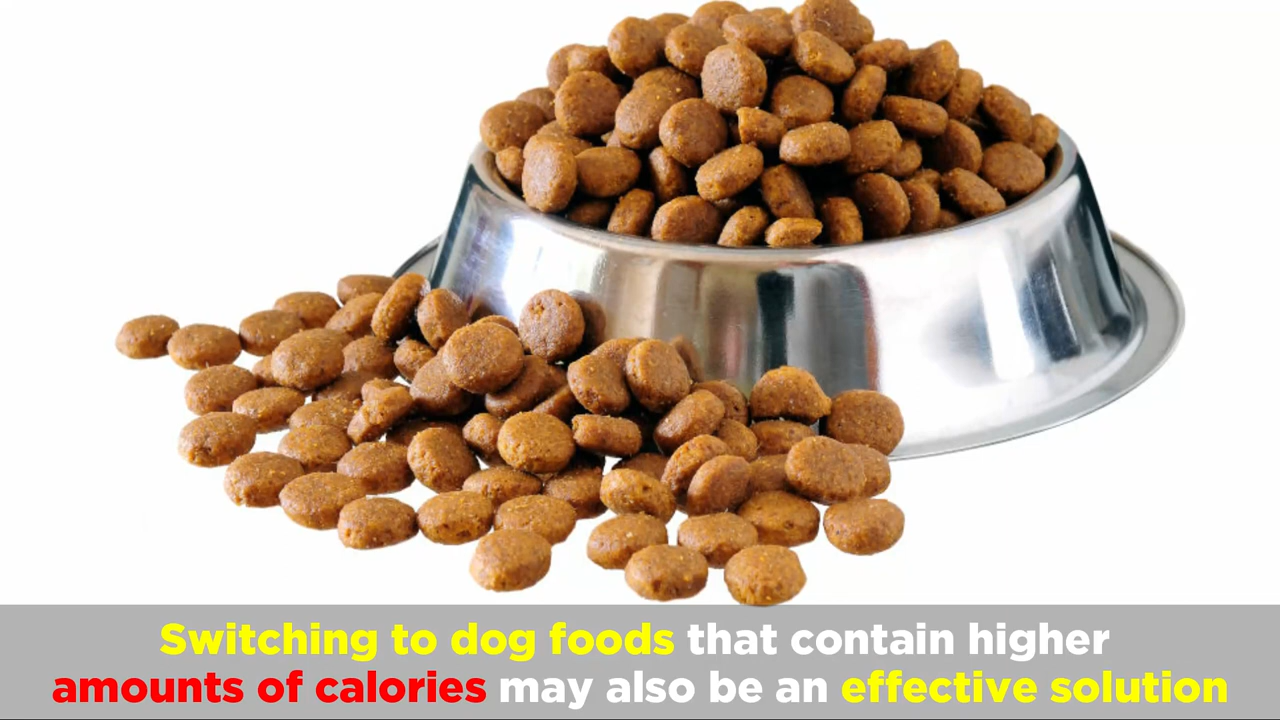 Switching to dog foods that contain higher
amounts of calories may also be an effective solution